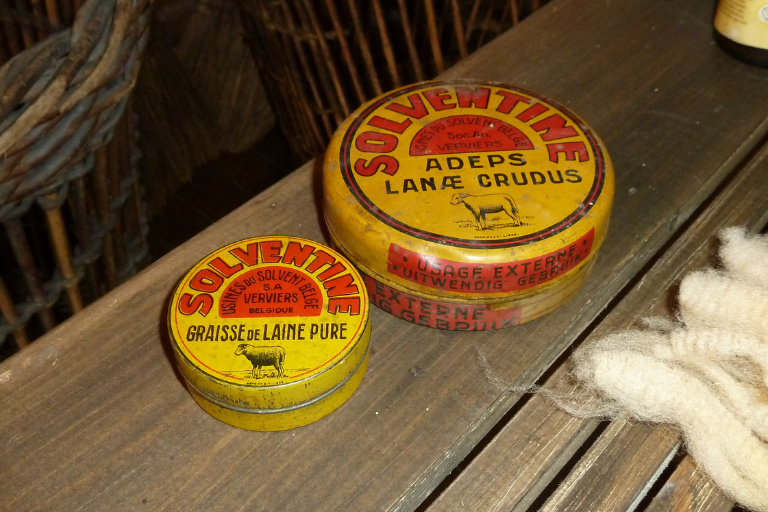 SOLVENTINE
USINES DU SOLVENT BELGE
Soc. An.
VERVIERS
ADEPS
LANÆ CRUDUS
USAGE EXTERNE
UITWENDIG GEBRUIK
EXTERNE
SOLVENTINE
USINES DU SOLVENT BELGE
S.A
VERVIERS
BELGIQUE
GRAISSE DE LAINE PURE